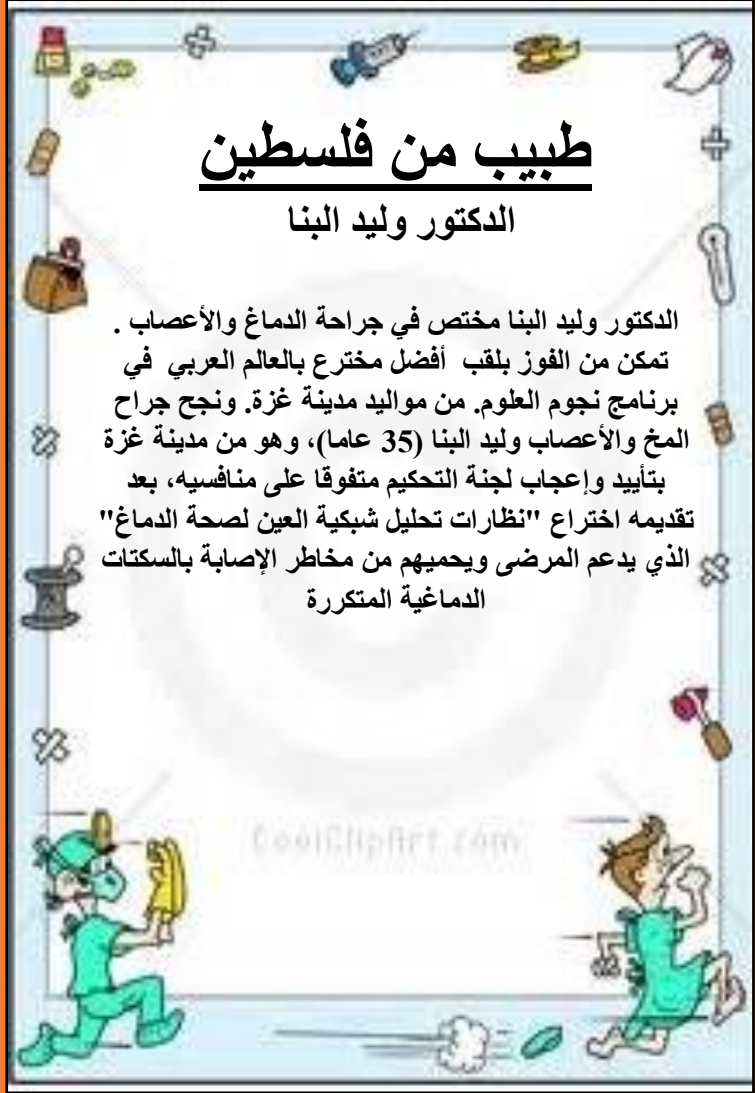 طبيب من فلسطين
الدكتور وليد البنا
الدكتور وليد البنا مختص في جراحة الدماغ والأعصاب .
تمكن من الفوز بلقب أفضل مخترع بالعالم العربي في
برنامج نجوم العلوم. من مواليد مدينة غزة. ونجح جراح
المخ والأعصاب وليد البنا (35 عاما)، وهو من مدينة غزة
بتأييد وإعجاب لجنة التحكيم متفوقا على منافسيه، بعد
تقديمه اختراع "نظارات تحليل شبكية العين لصحة الدماغ"
الذي يدعم المرضى ويحميهم من مخاطر الإصابة بالسكتات
الدماغية المتكررة
CoolClipArt.com